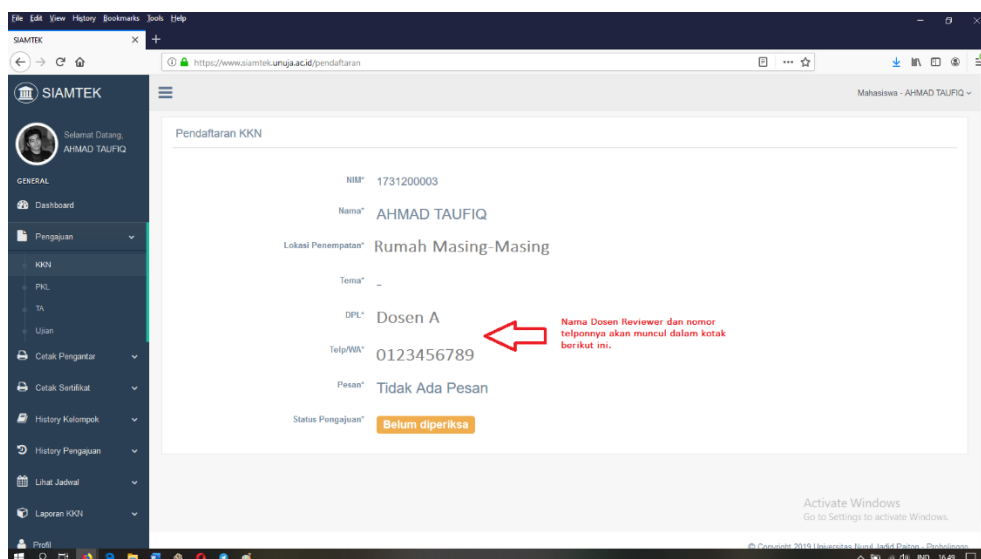 File Edit View History Bookmarks Tools Help
SIAMTEK
https://www.siamtek.unuja.ac.id/pendaftaran
SIAMTEK
Mahasiswa - AHMAD TAUFIQ
Selamat Datang,
AHMAD TAUFIQ
GENERAL
Dashboard
Pengajuan
KKN
PKL
TA
Ujian
Cetak Pengantar
Cetak Sertifikat
History Kelompok
History Pengajuan
Lihat Jadwal
Laporan KKN
Profil
Pendaftaran KKN
NIM* 1731200003
Nama* AHMAD TAUFIQ
Lokasi Penempatan* Rumah Masing-Masing
Tema* -
DPL* Dosen A
Telp/WA* 0123456789
Pesan* Tidak Ada Pesan
Status Pengajuan* Belum diperiksa
Nama Dosen Reviewer dan nomor
telponnya akan muncul dalam kotak
berikut ini.
Activate Windows
Go to Settings to activate Windows.
© Copyright 2019 Universitas Nurul Jadid Paiton - Probolinggo
IND 16.49